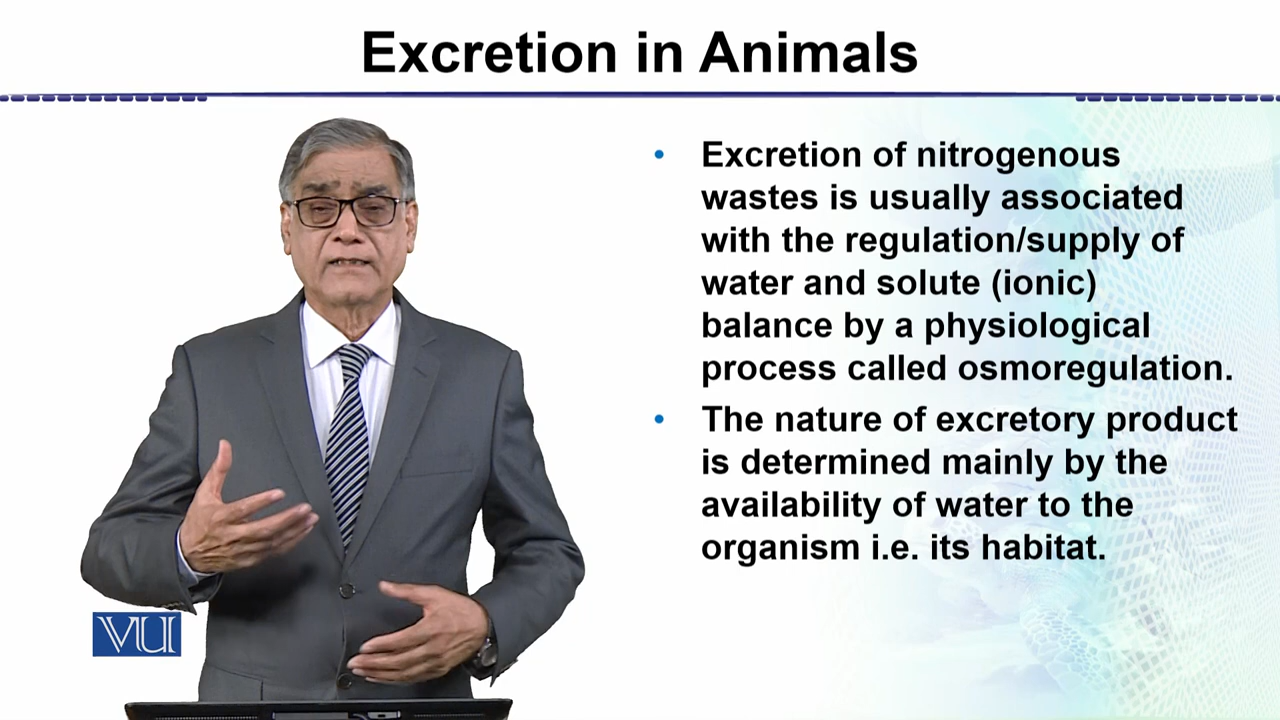 Excretion in Animals
• Excretion of nitrogenous
wastes is usually associated
with the regulation/supply of
water and solute (ionic)
balance by a physiological
process called osmoregulation.
• The nature of excretory product
is determined mainly by the
availability of water to the
organism i.e. its habitat.
VU